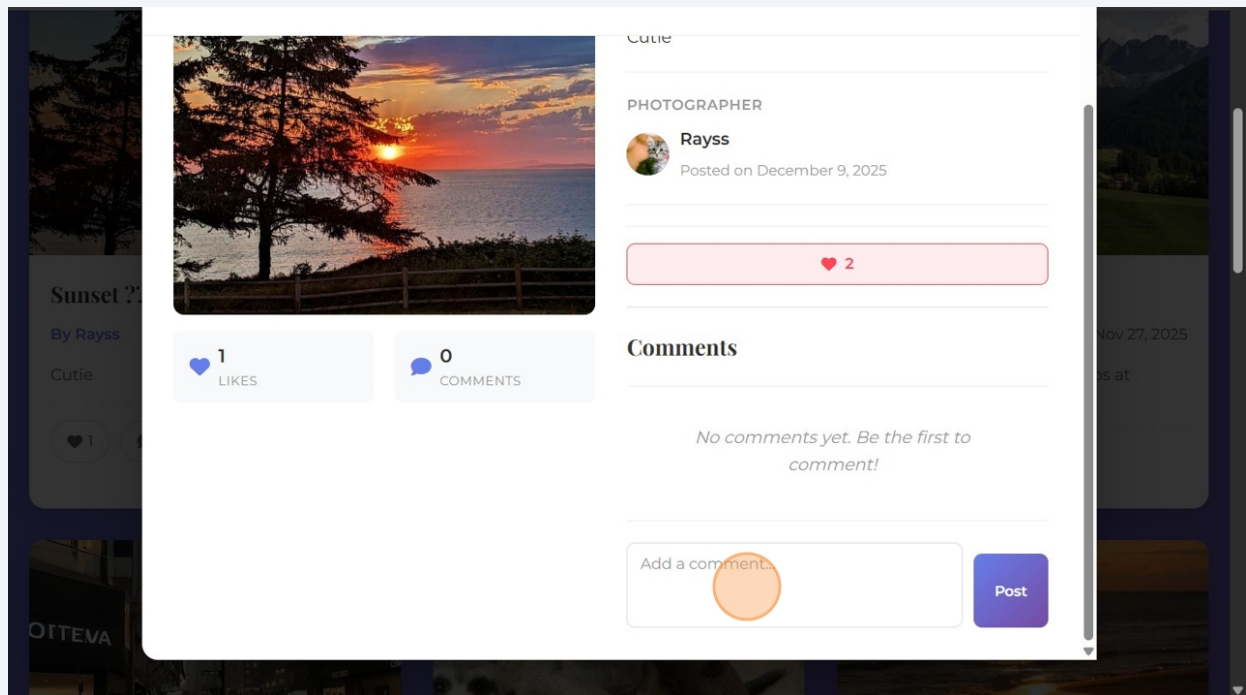 Cutie
PHOTOGRAPHER
Rayss
Posted on December 9, 2025
2
Comments
No comments yet. Be the first to
comment!
Add a comment...
Post
1
LIKES
0
COMMENTS
Sunset ??
By Rayss
Cutie
1
Nov 27, 2025
at